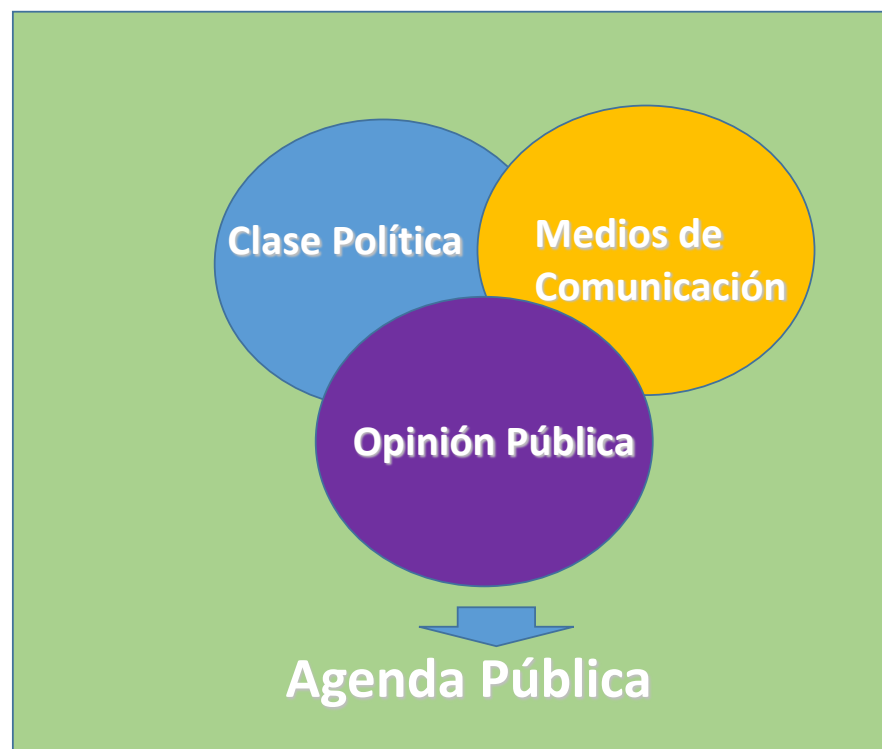 Clase Política
Medios de
Comunicación
Opinión Pública
Agenda Pública